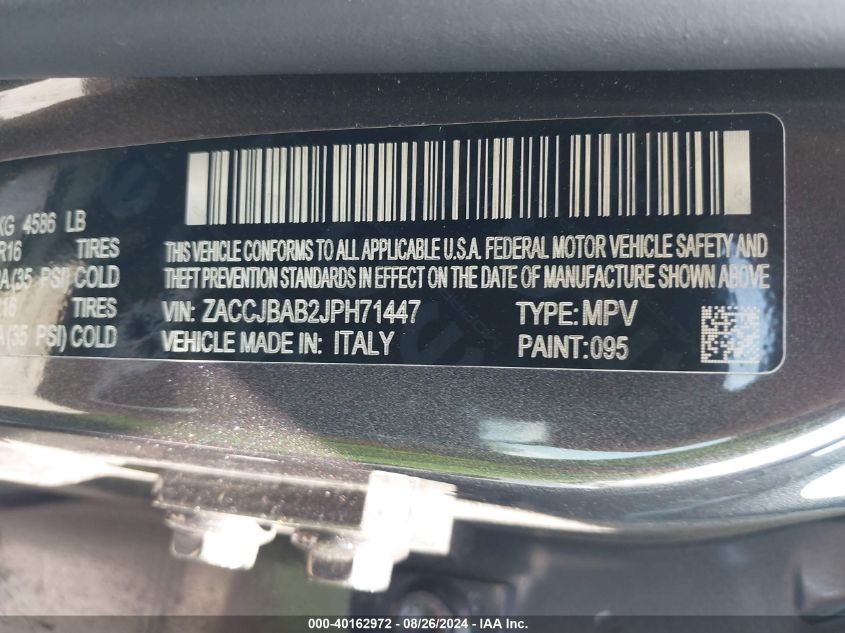 KG 4586 LB
R16 TIRES
A(35 PSI) COLD
16 TIRES
A(35 PSI) COLD
THIS VEHICLE CONFORMS TO ALL APPLICABLE U.S.A. FEDERAL MOTOR VEHICLE SAFETY AND
THEFT PREVENTION STANDARDS IN EFFECT ON THE DATE OF MANUFACTURE SHOWN ABOVE
VIN: ZACCJBAB2JPH71447 TYPE: MPV
VEHICLE MADE IN: ITALY PAINT:095
000-40162972 - 08/26/2024 - IAAI.COM